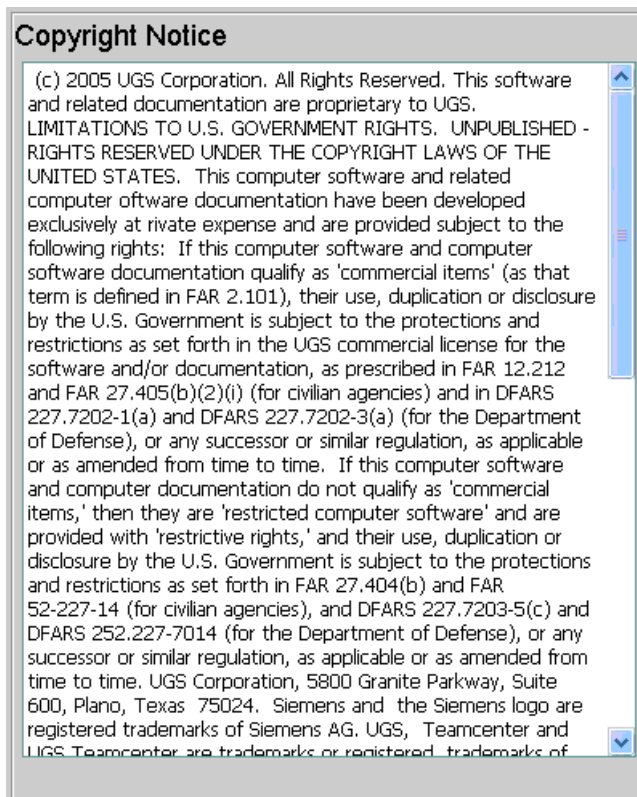 Copyright Notice
(c) 2005 UGS Corporation. All Rights Reserved. This software
and related documentation are proprietary to UGS.
LIMITATIONS TO U.S. GOVERNMENT RIGHTS.  UNPUBLISHED -
RIGHTS RESERVED UNDER THE COPYRIGHT LAWS OF THE
UNITED STATES.  This computer software and related
computer oftware documentation have been developed
exclusively at rivate expense and are provided subject to the
following rights:  If this computer software and computer
software documentation qualify as 'commercial items' (as that
term is defined in FAR 2.101), their use, duplication or disclosure
by the U.S. Government is subject to the protections and
restrictions as set forth in the UGS commercial license for the
software and/or documentation, as prescribed in FAR 12.212
and FAR 27.405(b)(2)(i) (for civilian agencies) and in DFARS
227.7202-1(a) and DFARS 227.7202-3(a) (for the Department
of Defense), or any successor or similar regulation, as applicable
or as amended from time to time.  If this computer software
and computer documentation do not qualify as 'commercial
items,' then they are 'restricted computer software' and are
provided with 'restrictive rights,' and their use, duplication or
disclosure by the U.S. Government is subject to the protections
and restrictions as set forth in FAR 27.404(b) and FAR
52-227-14 (for civilian agencies), and DFARS 227.7203-5(c) and
DFARS 252.227-7014 (for the Department of Defense), or any
successor or similar regulation, as applicable or as amended from
time to time. UGS Corporation, 5800 Granite Parkway, Suite
600, Plano, Texas  75024.  Siemens and  the Siemens logo are
registered trademarks of Siemens AG. UGS,  Teamcenter and
UGS Teamcenter are trademarks or registered  trademarks of